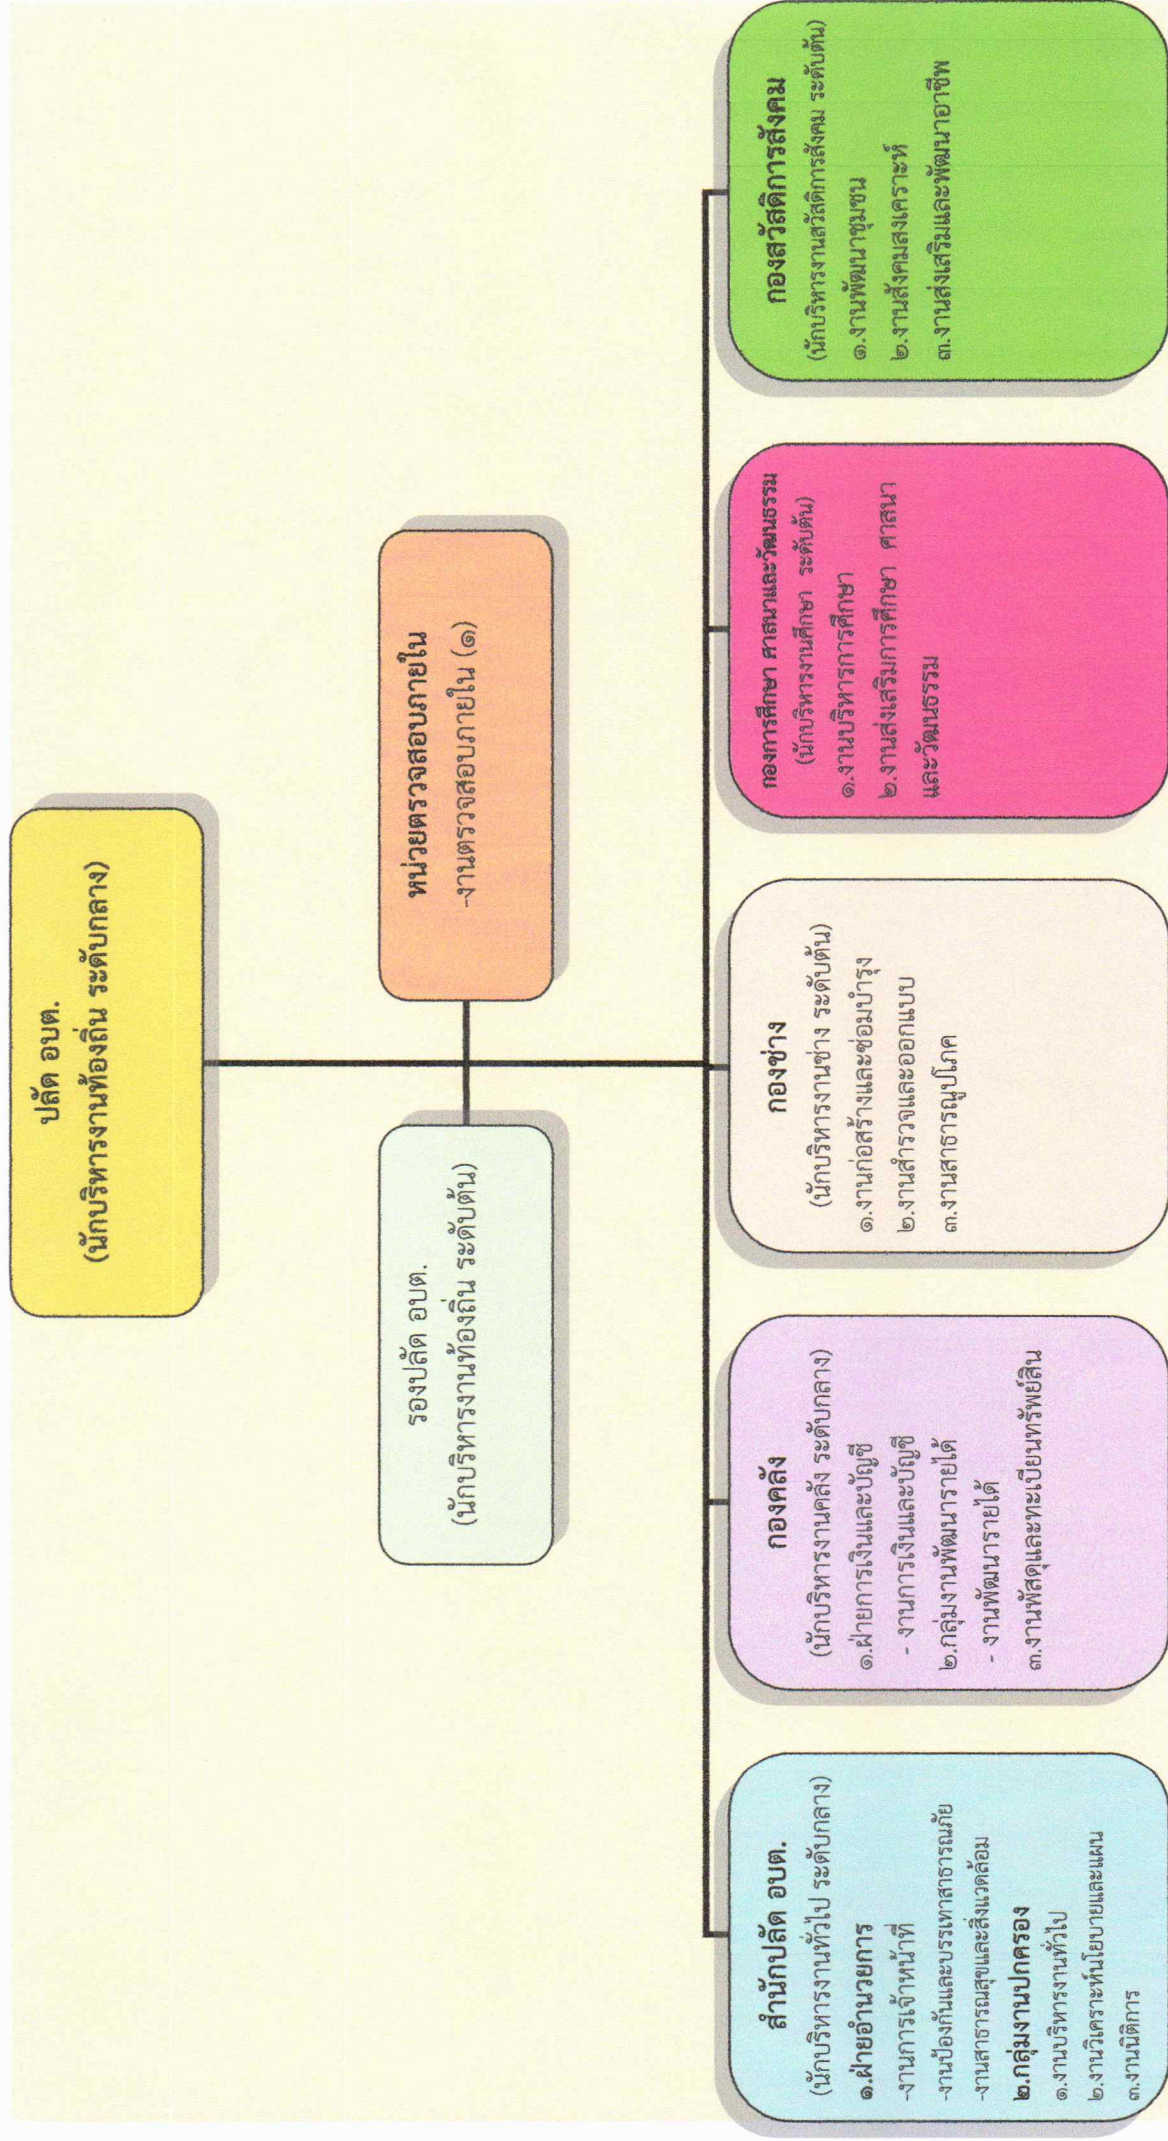 ปลัด อบต.
(นักบริหารงานท้องถิ่น ระดับกลาง)
รองปลัด อบต.
(นักบริหารงานท้องถิ่น ระดับต้น)
หน่วยตรวจสอบภายใน
-งานตรวจสอบภายใน (๑)
สำนักปลัด อบต.
(นักบริหารงานทั่วไป ระดับกลาง)
๑.ฝ่ายอำนวยการ
-งานการเจ้าหน้าที่
-งานป้องกันและบรรเทาสาธารณภัย
-งานสาธารณสุขและสิ่งแวดล้อม
๒.กลุ่มงานปกครอง
๑.งานบริหารงานทั่วไป
๒.งานวิเคราะห์นโยบายและแผน
๓.งานนิติการ
กองคลัง
(นักบริหารงานคลัง ระดับกลาง)
๑.ฝ่ายการเงินและบัญชี
- งานการเงินและบัญชี
๒.กลุ่มงานพัฒนารายได้
- งานพัฒนารายได้
๓.งานพัสดุและทะเบียนทรัพย์สิน
กองช่าง
(นักบริหารงานช่าง ระดับต้น)
๑.งานก่อสร้างและซ่อมบำรุง
๒.งานสำรวจและออกแบบ
๓.งานสาธารณูปโภค
กองการศึกษา ศาสนาและวัฒนธรรม
(นักบริหารงานศึกษา ระดับต้น)
๑.งานบริหารการศึกษา
๒.งานส่งเสริมการศึกษา ศาสนา
และวัฒนธรรม
กองสวัสดิการสังคม
(นักบริหารงานสวัสดิการสังคม ระดับต้น)
๑.งานพัฒนาชุมชน
๒.งานสังคมสงเคราะห์
๓.งานส่งเสริมและพัฒนาอาชีพ